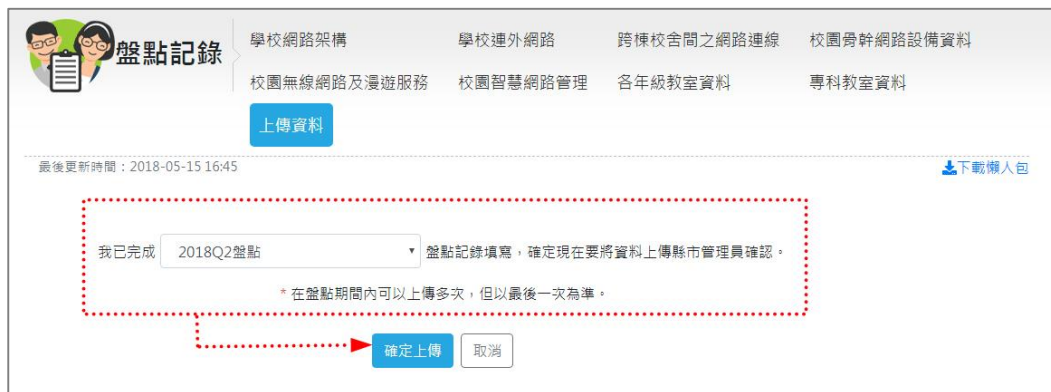 盤點記錄
學校網路架構 學校連外網路 跨棟校舍間之網路連線 校園骨幹網路設備資料
校園無線網路及漫遊服務 校園智慧網路管理 各年級教室資料 專科教室資料
上傳資料
最後更新時間：2018-05-15 16:45 下載懶人包
我已完成 2018Q2盤點 盤點記錄填寫，確定現在要將資料上傳縣市管理員確認。
* 在盤點期間內可以上傳多次，但以最後一次為準。
確定上傳 取消